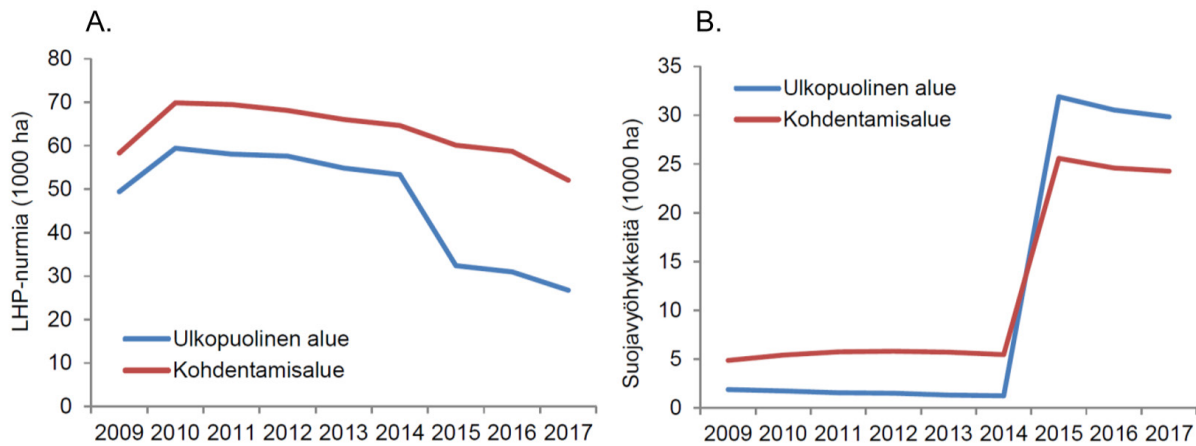 A.
LHP-nurmia (1000 ha)
80
70
60
50
40
30
20
10
0
Ulkopuolinen alue
Kohdentamisalue
2009 2010 2011 2012 2013 2014 2015 2016 2017
B.
Suojavyöhykkeitä (1000 ha)
35
30
25
20
15
10
5
0
Ulkopuolinen alue
Kohdentamisalue
2009 2010 2011 2012 2013 2014 2015 2016 2017